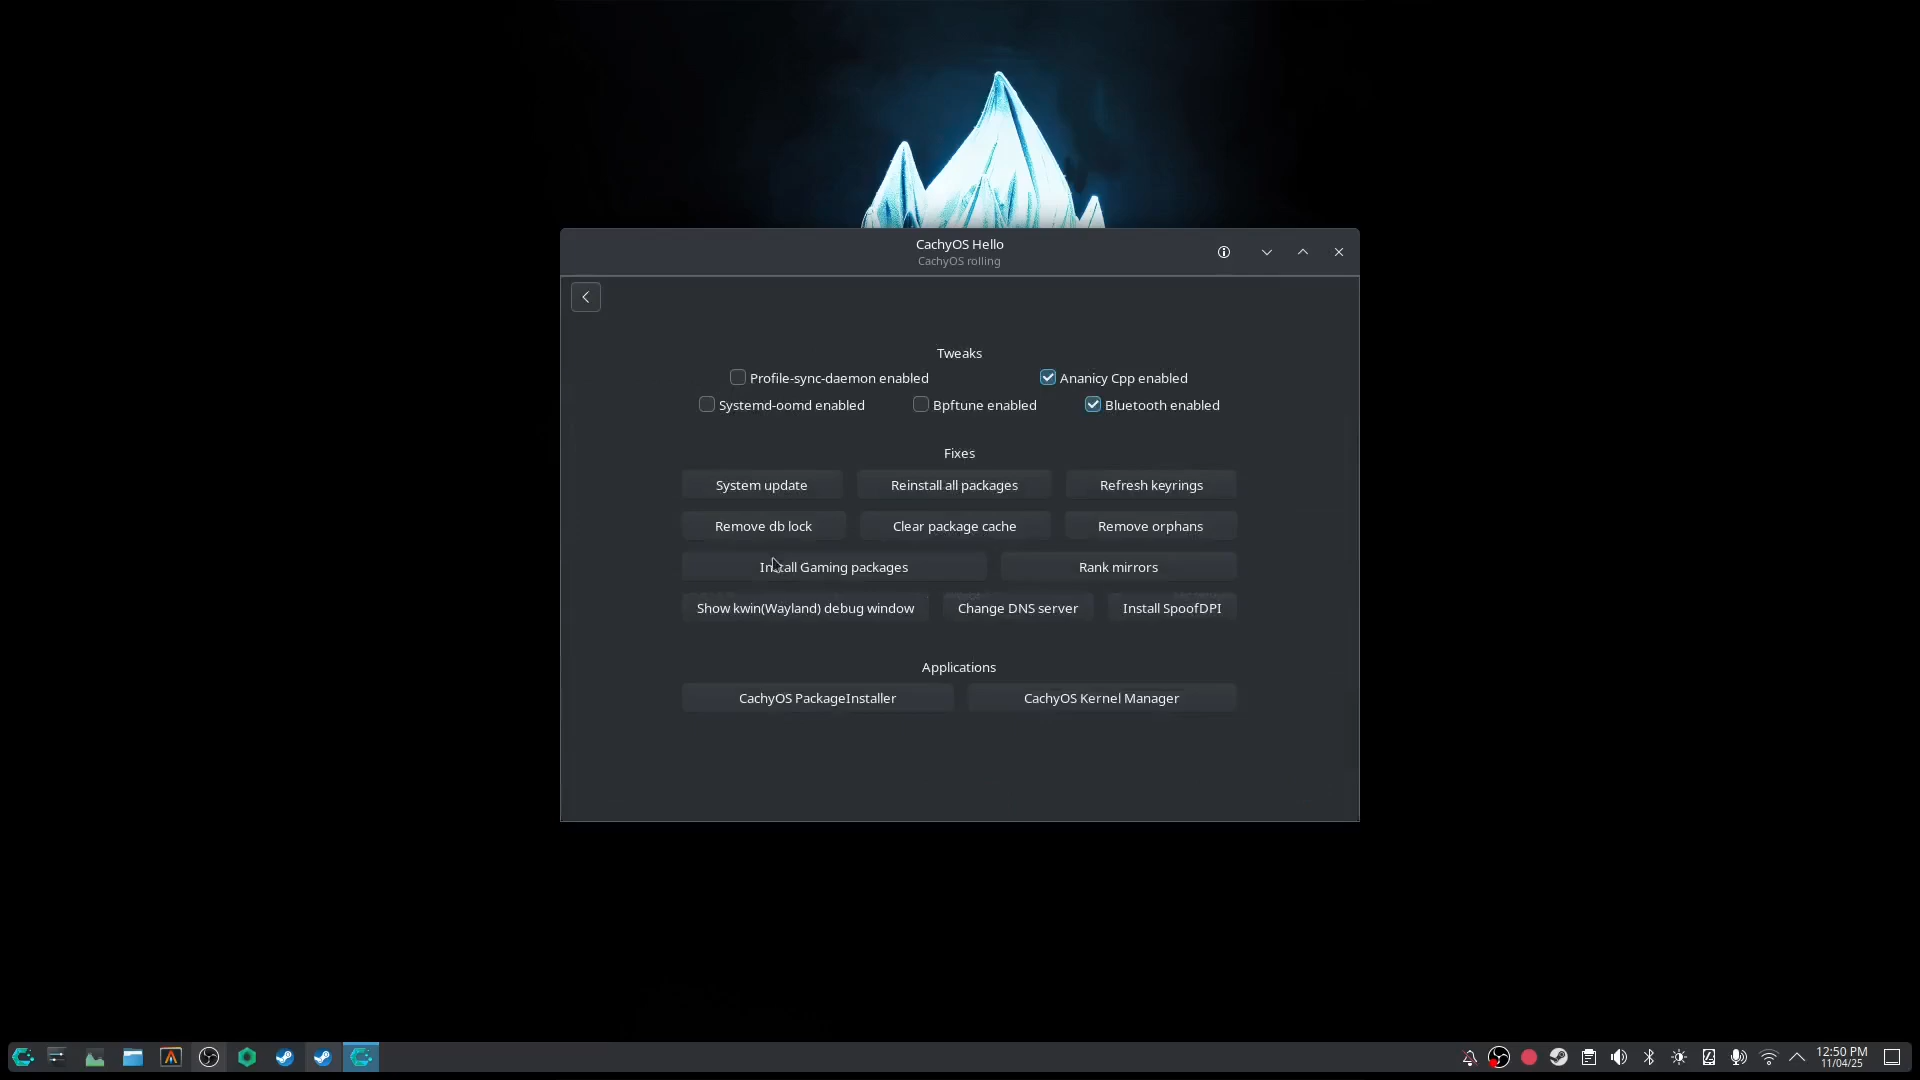 CachyOS Hello
CachyOS rolling
Tweaks
Profile-sync-daemon enabled
Ananicy Cpp enabled
Systemd-oomd enabled
Bpftune enabled
Bluetooth enabled
Fixes
System update
Reinstall all packages
Refresh keyrings
Remove db lock
Clear package cache
Remove orphans
Install Gaming packages
Rank mirrors
Show kwin(Wayland) debug window
Change DNS server
Install SpoofDPI
Applications
CachyOS PackageInstaller
CachyOS Kernel Manager
12:50 PM
11/04/25